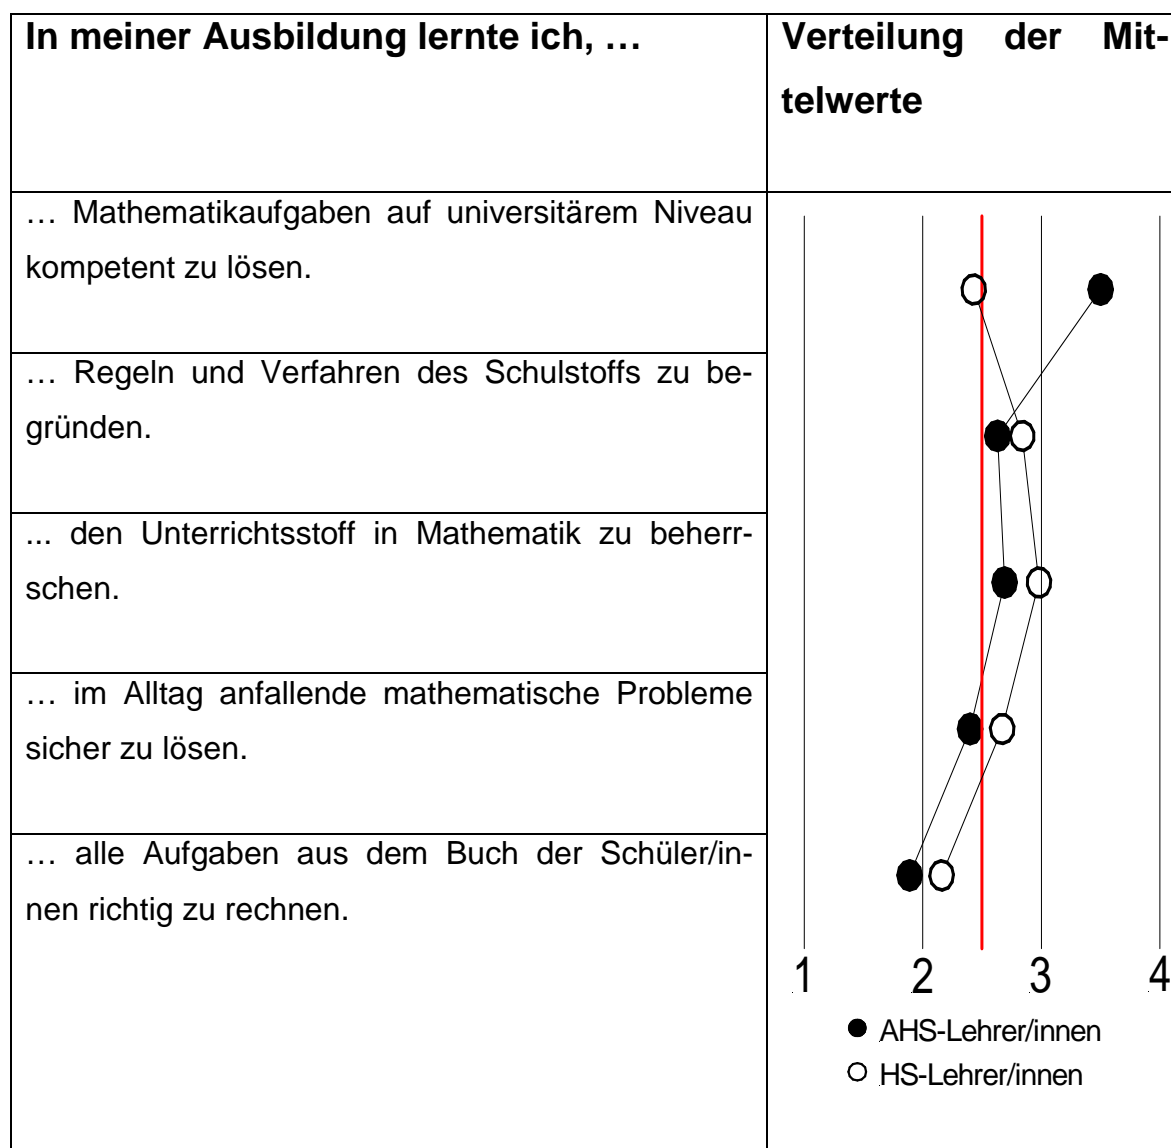 In meiner Ausbildung lernte ich, …
Verteilung der Mit-
telwerte
… Mathematikaufgaben auf universitärem Niveau
kompetent zu lösen.
… Regeln und Verfahren des Schulstoffs zu be-
gründen.
... den Unterrichtsstoff in Mathematik zu beherr-
schen.
… im Alltag anfallende mathematische Probleme
sicher zu lösen.
… alle Aufgaben aus dem Buch der Schüler/in-
nen richtig zu rechnen.
1 2 3 4
AHS-Lehrer/innen
HS-Lehrer/innen